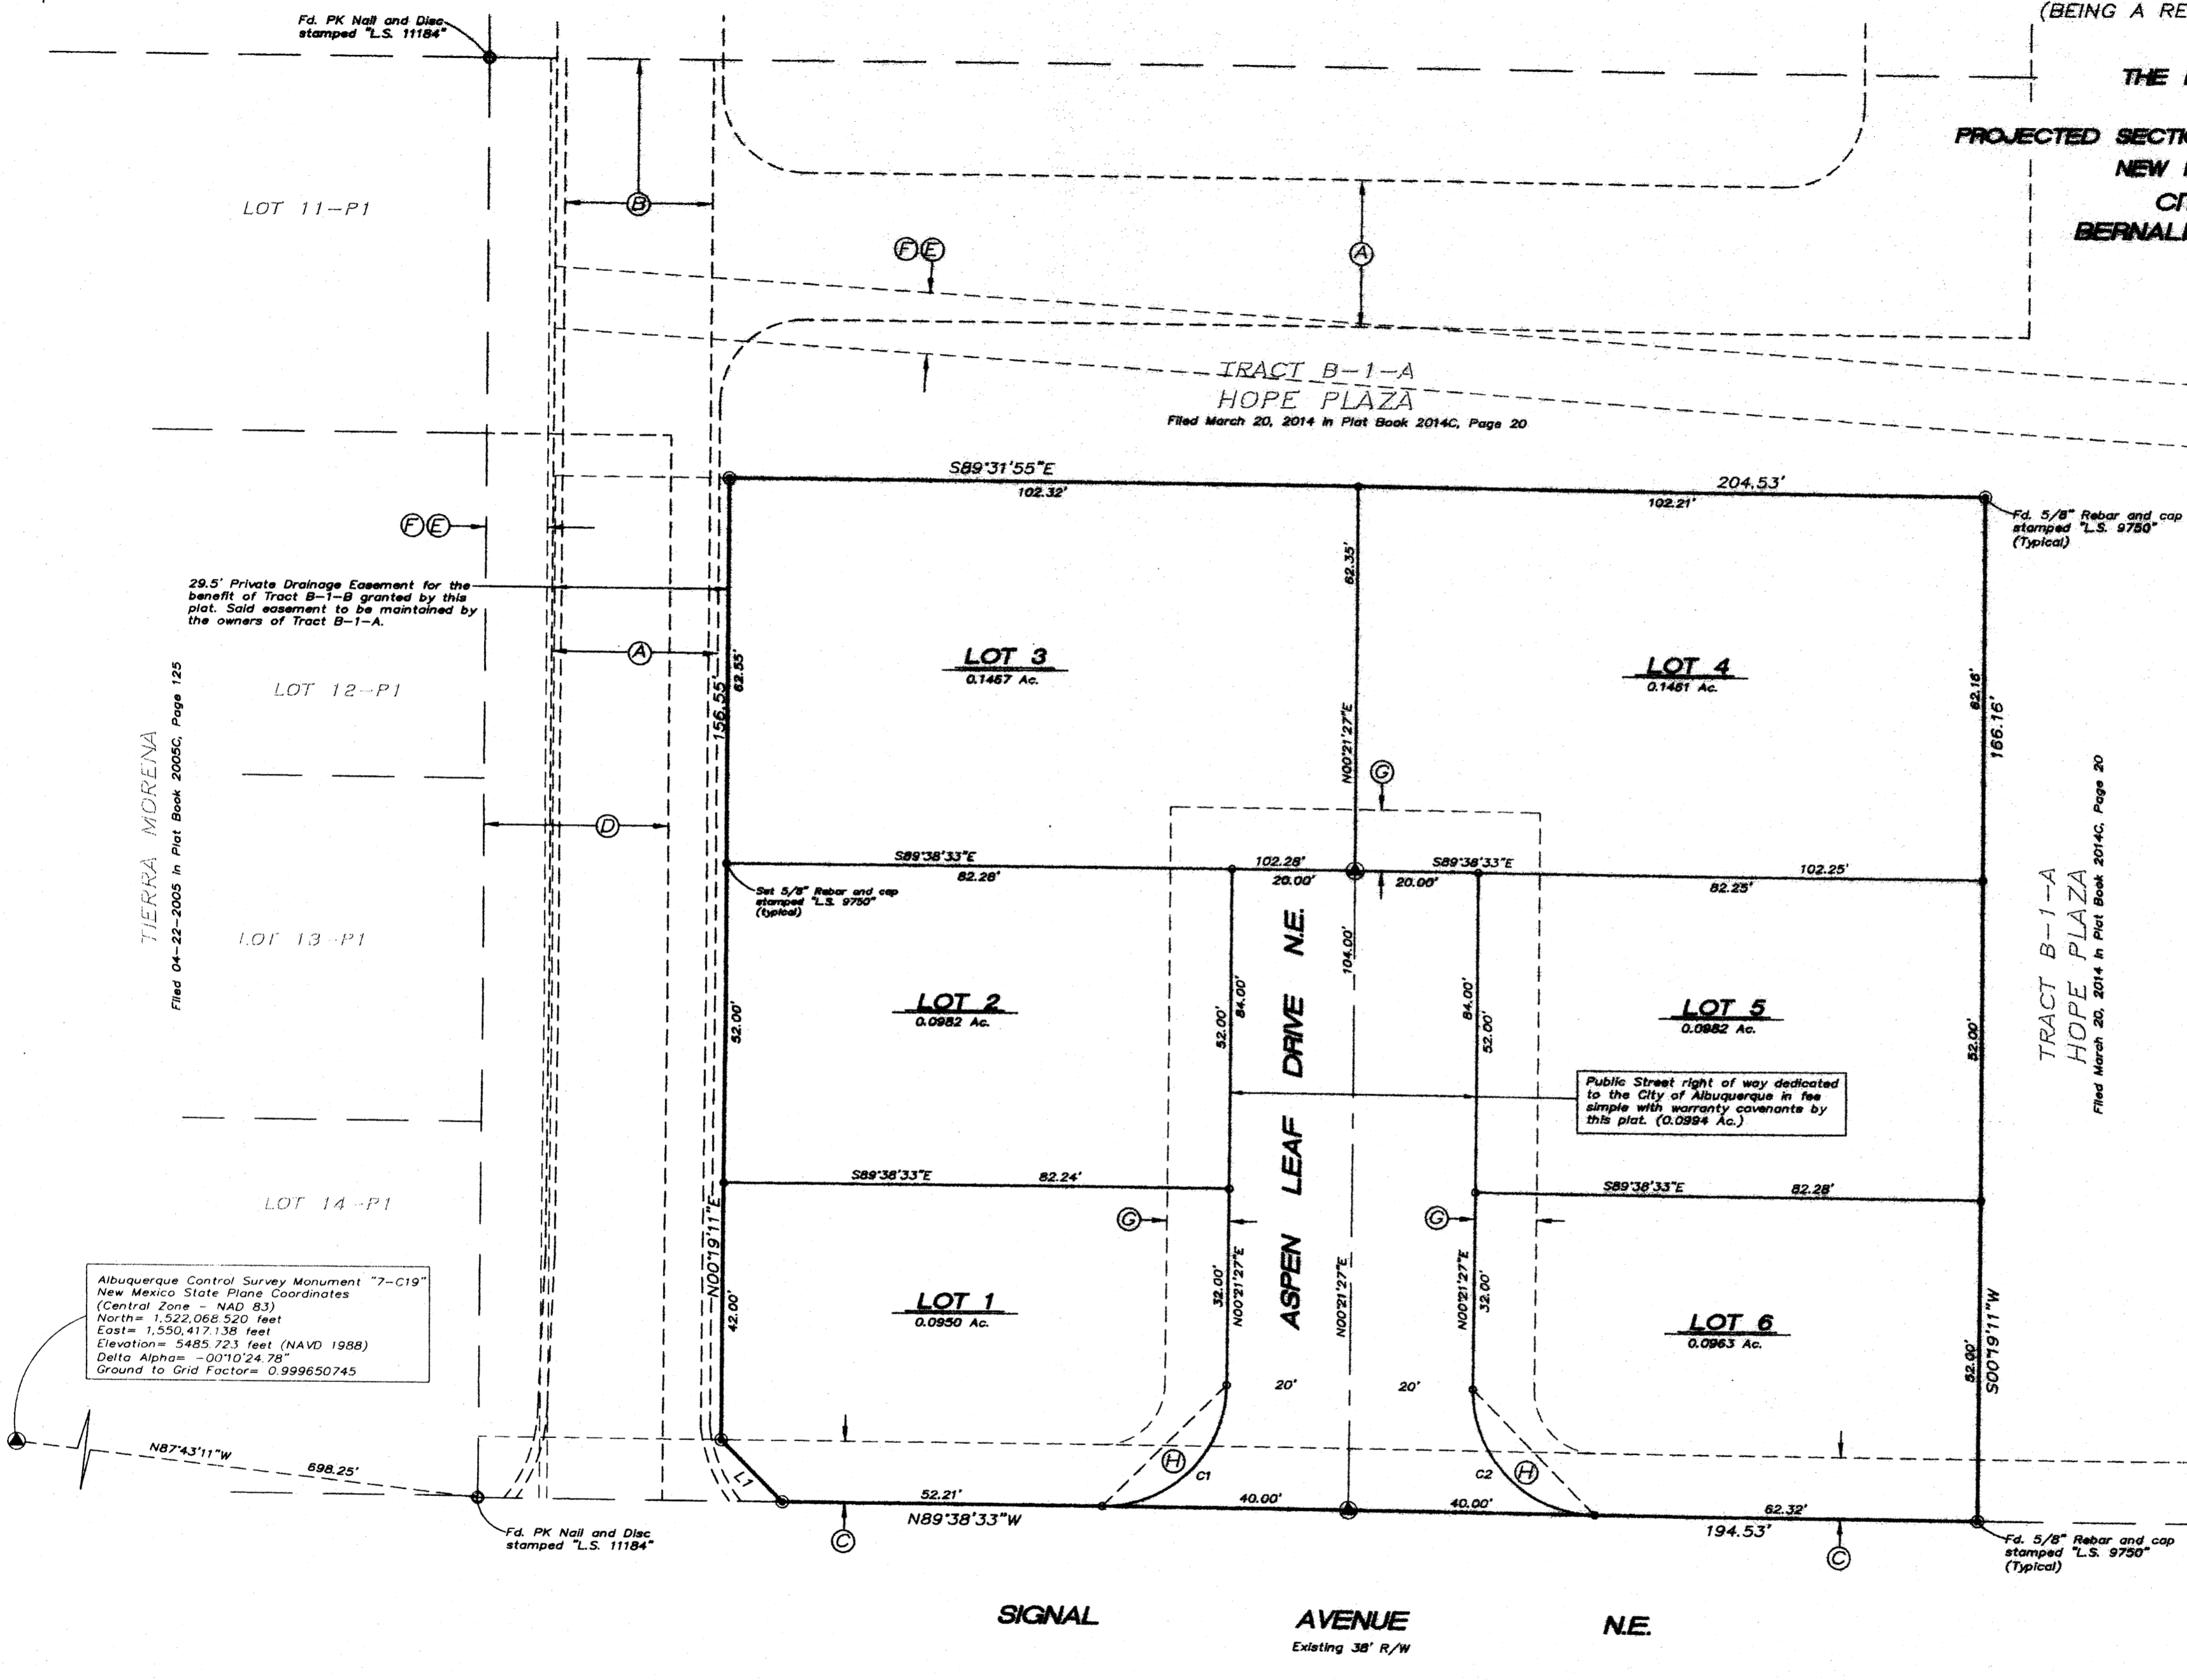 Fd. PK Nail and Disc
stamped "L.S. 11184"
(BEING A RE
THE
PROJECTED SECTI
NEW
CI
BERNALI
LOT 11-P1
B
F E
A
TRACT B-1-A
HOPE PLAZA
Filed March 20, 2014 in Plat Book 2014C, Page 20
S89°31'55"E
102.32'
204.53'
102.21'
Fd. 5/8" Rebar and cap
stamped "L.S. 9750"
(Typical)
F E
62.35'
29.5' Private Drainage Easement for the
benefit of Tract B-1-B granted by this
plat. Said easement to be maintained by
the owners of Tract B-1-A.
A
62.55'
156.55'
LOT 3
0.1467 Ac.
LOT 4
0.1461 Ac.
62.16'
166.16'
LOT 12-P1
TIERRA MORENA
Filed 04-22-2005 in Plat Book 2005C, Page 125
N00°21'27"E
G
D
S89°38'33"E
82.28'
102.28'
20.00'
S89°38'33"E
20.00'
102.25'
82.25'
Set 5/8" Rebar and cap
stamped "L.S. 9750"
(typical)
LOT 13-P1
ASPEN LEAF DRIVE N.E.
104.00'
TRACT B-1-A
HOPE PLAZA
Filed March 20, 2014 in Plat Book 2014C, Page 20
52.00'
LOT 2
0.0982 Ac.
52.00'
84.00'
84.00'
52.00'
LOT 5
0.0982 Ac.
52.00'
Public Street right of way dedicated
to the City of Albuquerque in fee
simple with warranty covenants by
this plat. (0.0994 Ac.)
S89°38'33"E
82.24'
S89°38'33"E
82.28'
LOT 14-P1
G
G
N00°19'11"E
42.00'
LOT 1
0.0950 Ac.
32.00'
N00°21'27"E
N00°21'27"E
N00°21'27"E
32.00'
LOT 6
0.0963 Ac.
52.00'
S00°19'11"W
Albuquerque Control Survey Monument "7-C19"
New Mexico State Plane Coordinates
(Central Zone - NAD 83)
North= 1,522,068.520 feet
East= 1,550,417.138 feet
Elevation= 5485.723 feet (NAVD 1988)
Delta Alpha= -00°10'24.78"
Ground to Grid Factor= 0.999650745
20'
20'
N87°43'11"W
698.25'
L1
H
C1
C2
H
52.21'
N89°38'33"W
40.00'
40.00'
62.32'
194.53'
Fd. PK Nail and Disc
stamped "L.S. 11184"
C
C
Fd. 5/8" Rebar and cap
stamped "L.S. 9750"
(Typical)
SIGNAL AVENUE N.E.
Existing 38' R/W